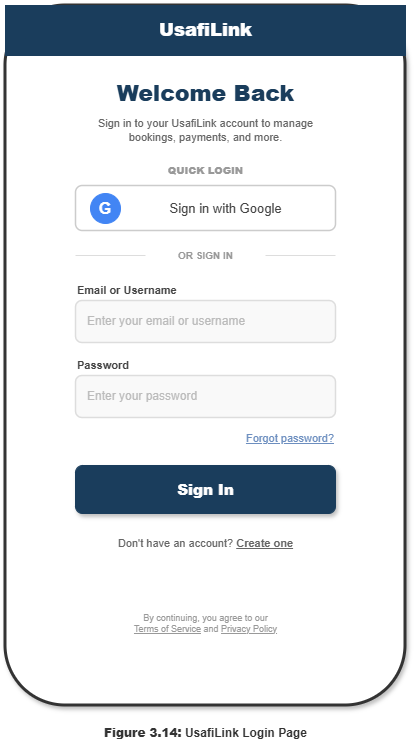 UsafiLink
Welcome Back
Sign in to your UsafiLink account to manage
bookings, payments, and more.
QUICK LOGIN
G
Sign in with Google
OR SIGN IN
Email or Username
Enter your email or username
Password
Enter your password
Forgot password?
Sign In
Don't have an account? Create one
By continuing, you agree to our
Terms of Service and Privacy Policy
Figure 3.14: UsafiLink Login Page